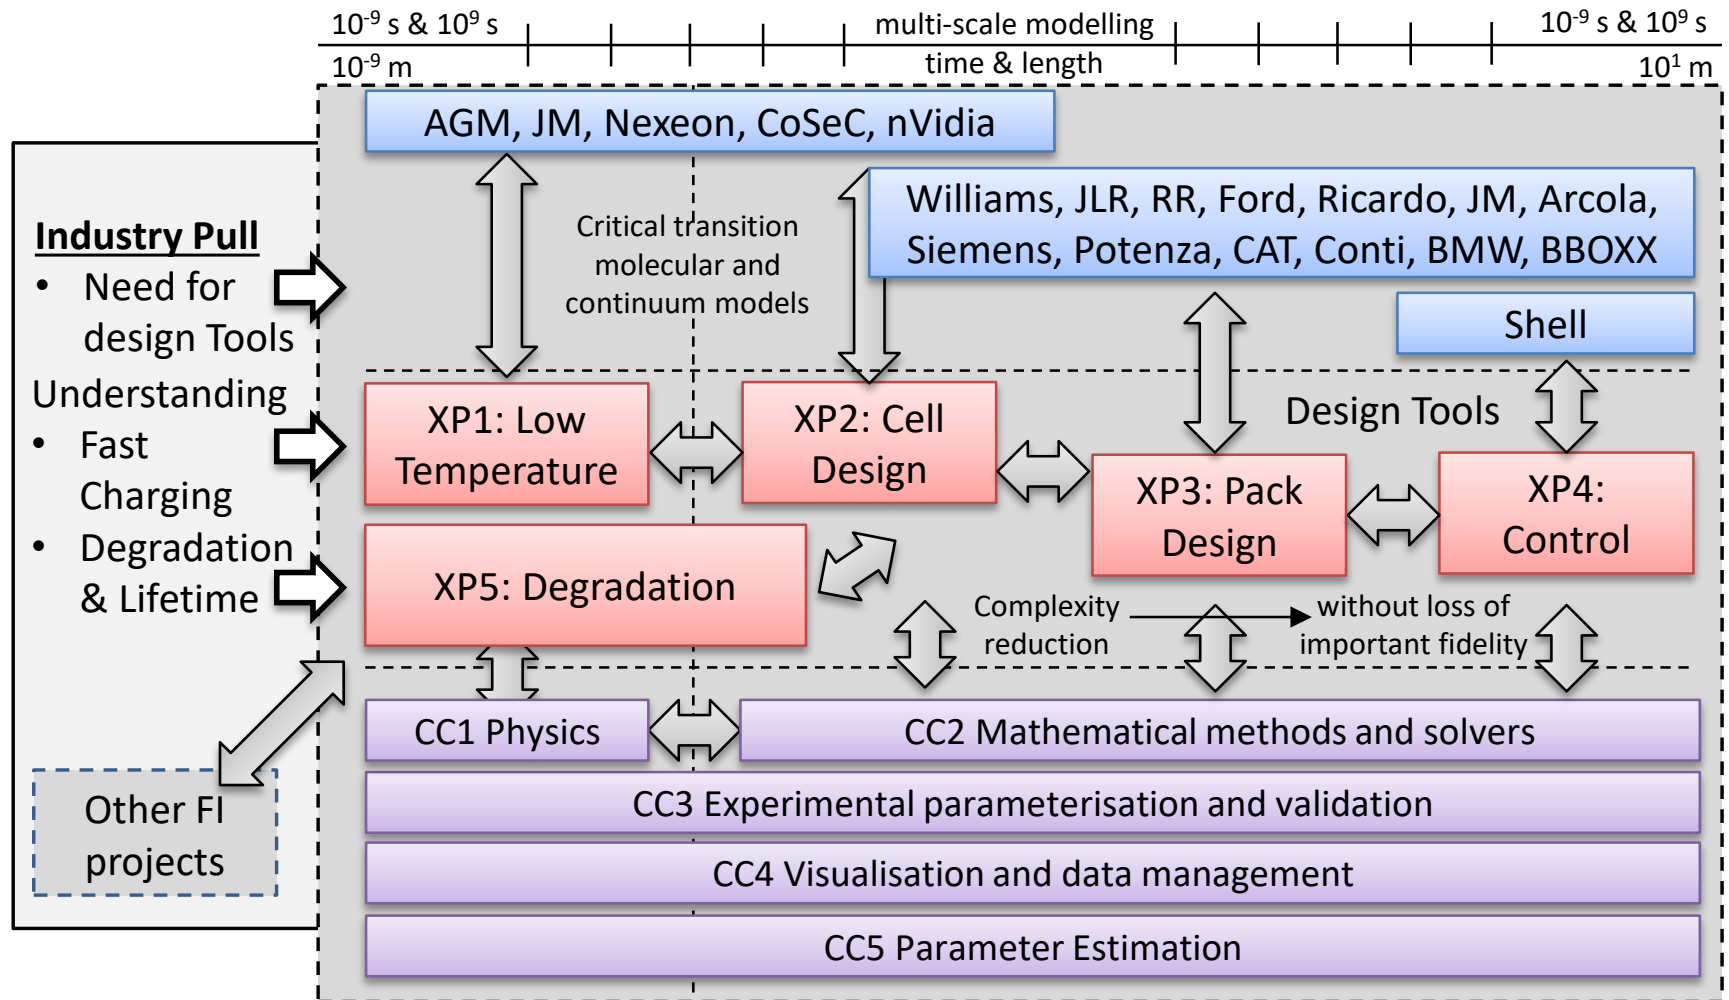 10⁻⁹ s & 10⁹ s
multi-scale modelling
10⁻⁹ s & 10⁹ s
10⁻⁹ m
time & length
10¹ m
AGM, JM, Nexeon, CoSeC, nVidia
Williams, JLR, RR, Ford, Ricardo, JM, Arcola,
Siemens, Potenza, CAT, Conti, BMW, BBOXX
Shell
Industry Pull
• Need for
design Tools
Understanding
• Fast
Charging
• Degradation
& Lifetime
Critical transition
molecular and
continuum models
Design Tools
XP1: Low
Temperature
XP2: Cell
Design
XP3: Pack
Design
XP4:
Control
XP5: Degradation
Complexity
reduction
without loss of
important fidelity
Other FI
projects
CC1 Physics
CC2 Mathematical methods and solvers
CC3 Experimental parameterisation and validation
CC4 Visualisation and data management
CC5 Parameter Estimation